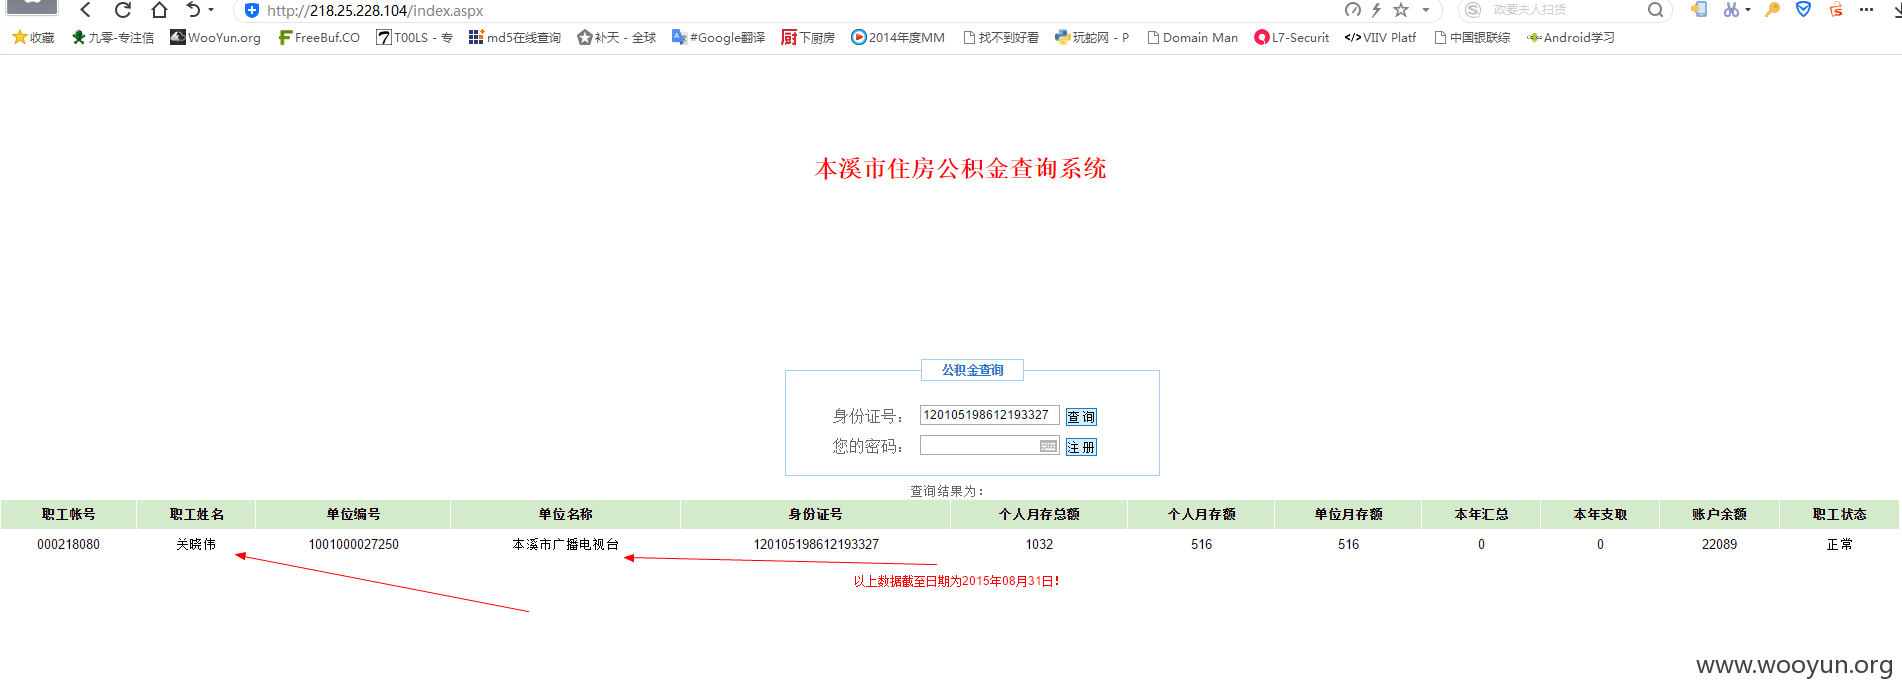 http://218.25.228.104/index.aspx 政要夫人扫货
收藏 九零-专注信 WooYun.org FreeBuf.CO T00LS - 专 md5在线查询 补天 - 全球 #Google翻译 下厨房 2014年度MM 找不到好看 玩蛇网 - P Domain Man L7-Securit </>VIIV Platf 中国银联综 Android学习
本溪市住房公积金查询系统
公积金查询
身份证号： 120105198612193327 查询
您的密码： 注册
查询结果为：
职工帐号 职工姓名 单位编号 单位名称 身份证号 个人月存总额 个人月存额 单位月存额 本年汇总 本年支取 账户余额 职工状态
000218080 关晓伟 1001000027250 本溪市广播电视台 120105198612193327 1032 516 516 0 0 22089 正常
以上数据截至日期为2015年08月31日！
www.wooyun.org